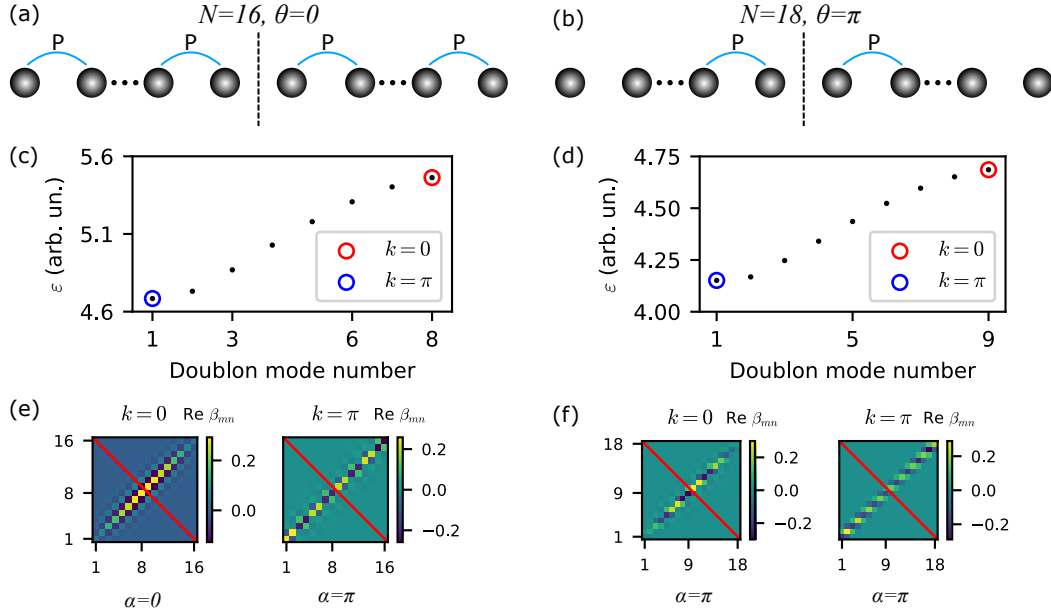 (a)
N=16, θ=0
P
P
P
P
(b)
N=18, θ=π
P
P
(c)
ε (arb. un.)
5.6
5.1
4.6
k = 0
k = π
1
3
6
8
Doublon mode number
(d)
ε (arb. un.)
4.75
4.50
4.25
4.00
k = 0
k = π
1
5
9
Doublon mode number
(e)
k = 0
Re βmn
16
8
1
1
8
16
0.2
0.0
α=0
k = π
Re βmn
1
8
16
0.2
0.0
−0.2
α=π
(f)
k = 0
Re βmn
18
9
1
1
9
18
0.2
0.0
−0.2
α=π
k = π
Re βmn
1
9
18
0.2
0.0
−0.2
α=π